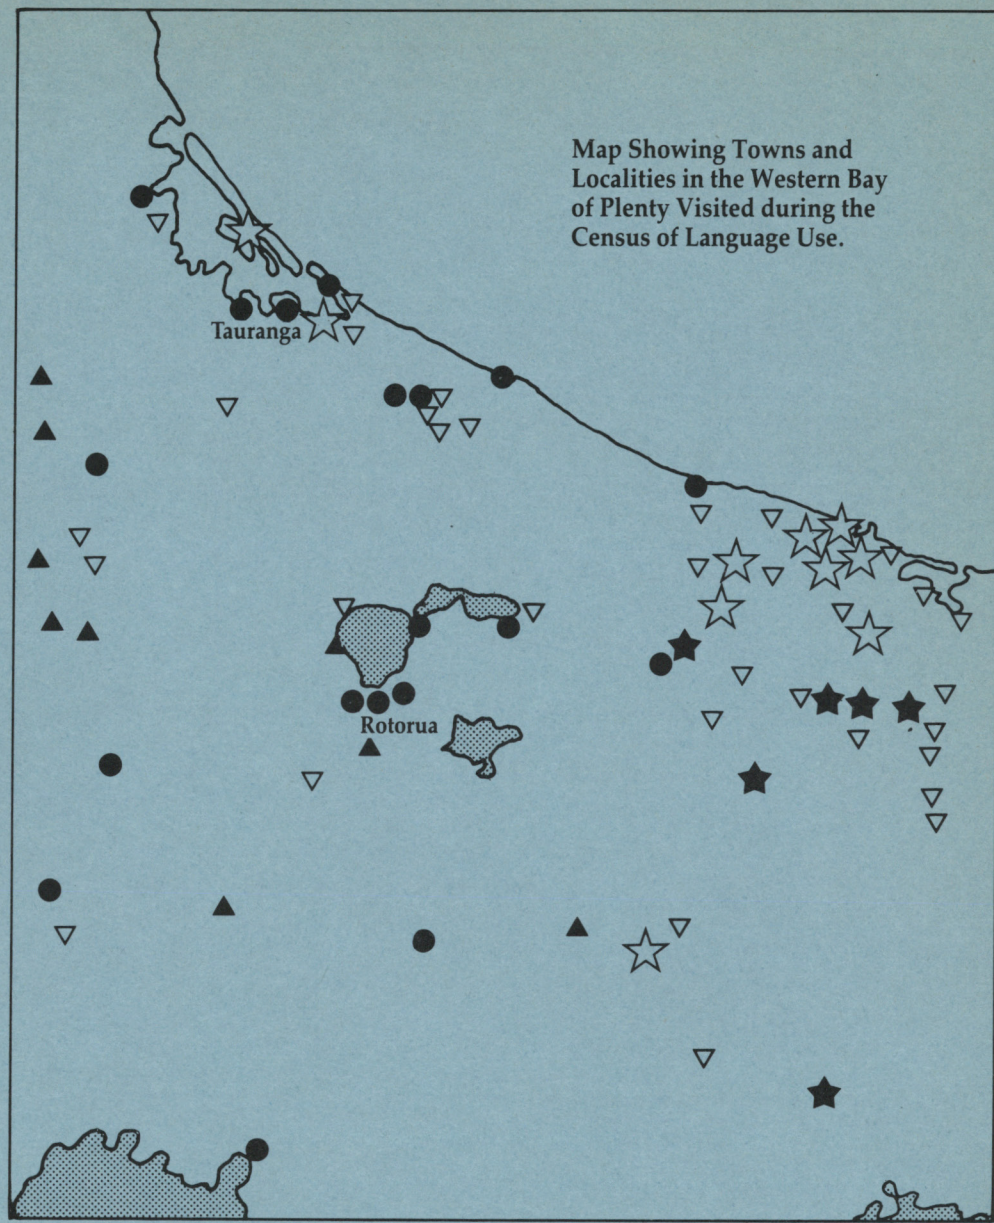 Map Showing Towns and
Localities in the Western Bay
of Plenty Visited during the
Census of Language Use.
Tauranga
Rotorua